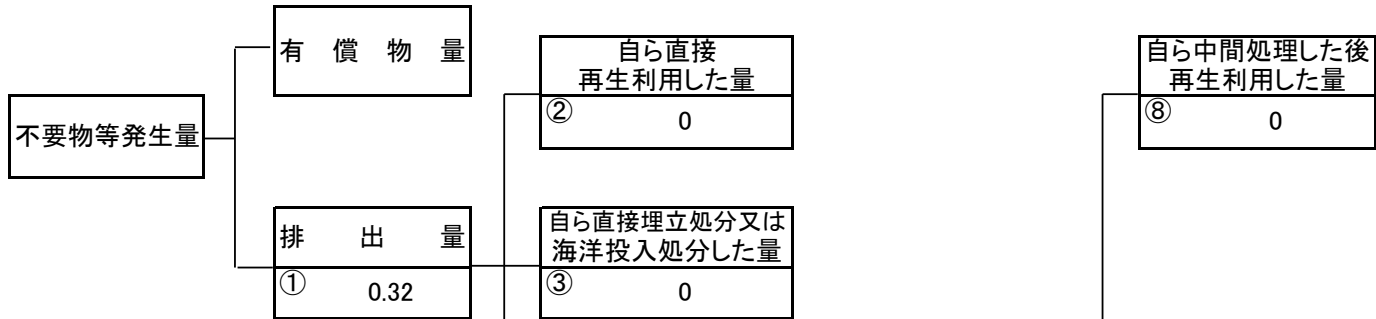 有　償　物　量
自ら直接
再生利用した量
② 0
自ら中間処理した後
再生利用した量
⑧ 0
不要物等発生量
排　出　量
① 0.32
自ら直接埋立処分又は
海洋投入処分した量
③ 0